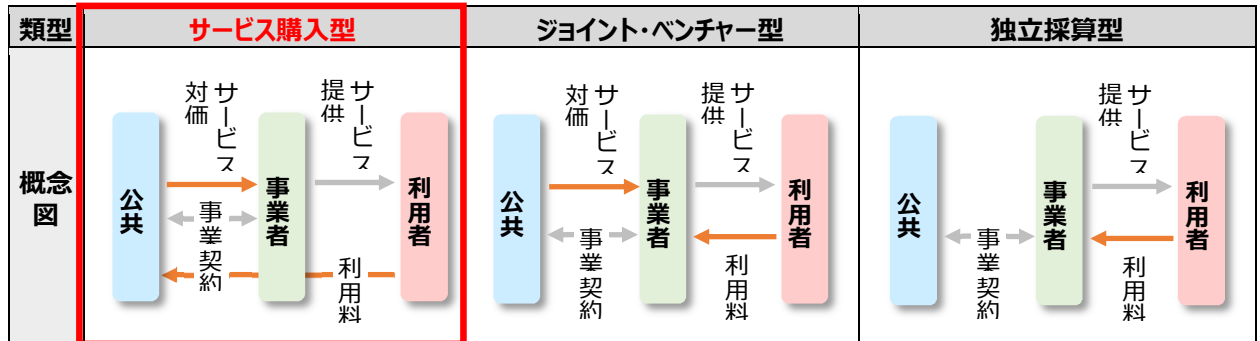 類型
サービス購入型
ジョイント・ベンチャー型
独立採算型
概念
図
サービス
対価
サービス
提供
公共
事業者
利用者
事業契約
利用料
サービス
対価
サービス
提供
公共
事業者
利用者
事業契約
利用料
サービス
提供
公共
事業者
利用者
事業契約
利用料